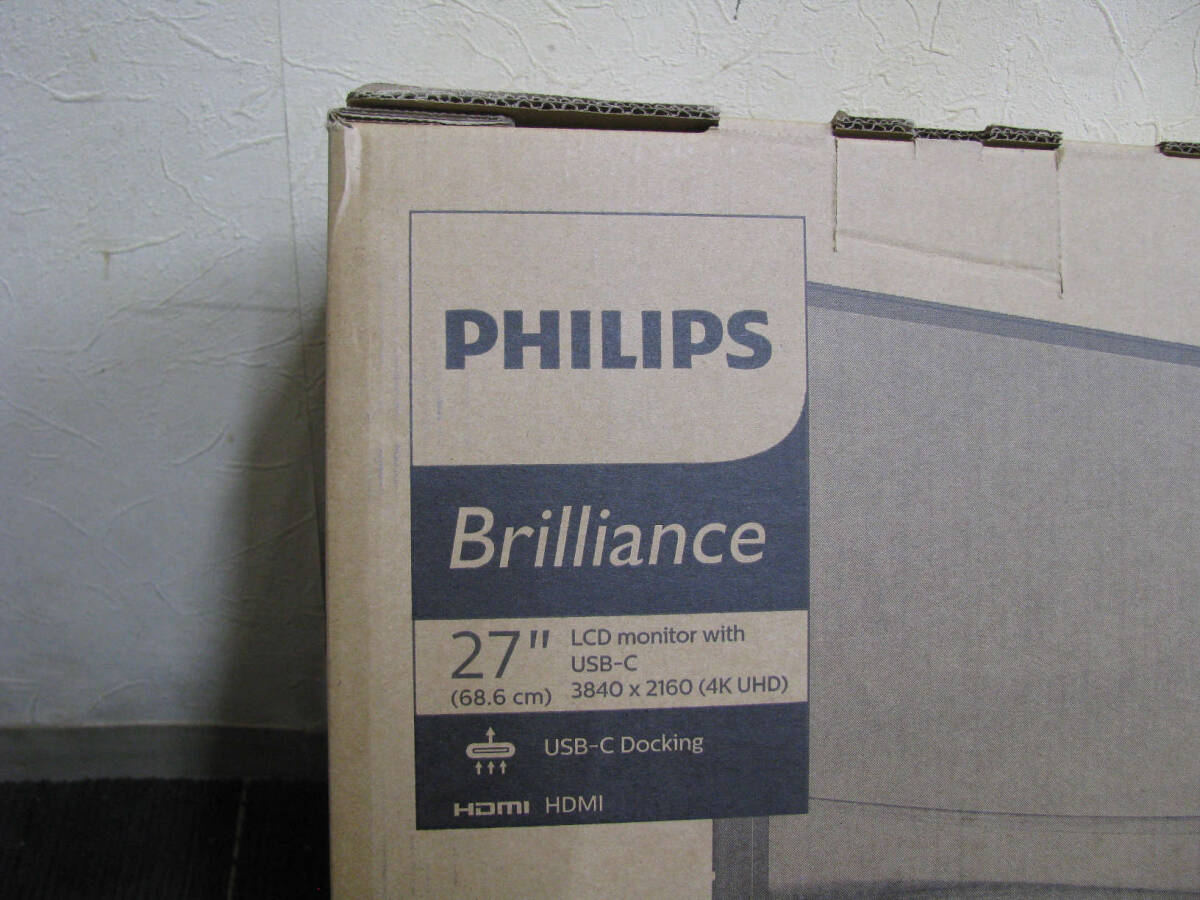 PHILIPS
Brilliance
27"
(68.6 cm)
LCD monitor with
USB-C
3840 x 2160 (4K UHD)
USB-C Docking
HDMI HDMI